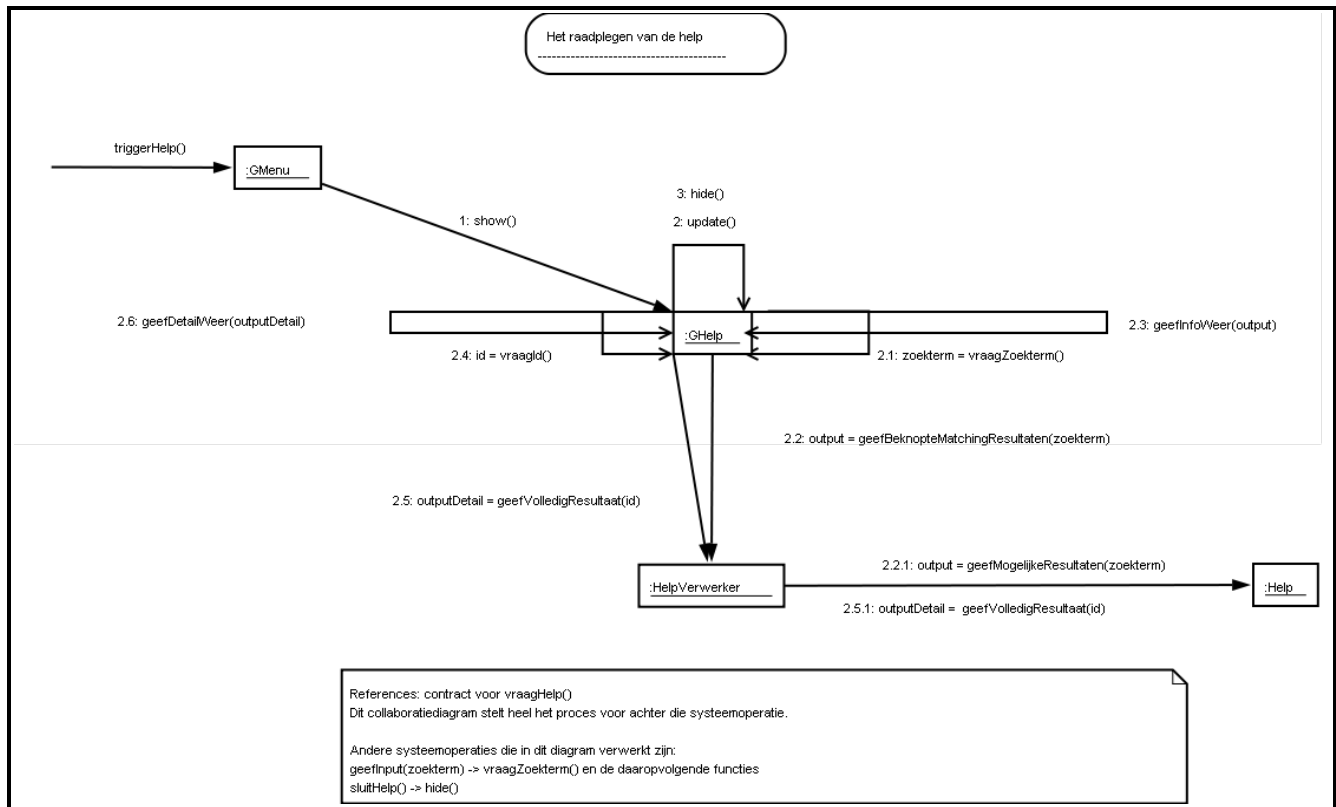 Het raadplegen van de help
-----------------------------------------
triggerHelp()
:GMenu
1: show()
3: hide()
2: update()
2.6: geefDetailWeer(outputDetail)
:GHelp
2.3: geefInfoWeer(output)
2.4: id = vraagId()
2.1: zoekterm = vraagZoekterm()
2.2: output = geefBeknopteMatchingResultaten(zoekterm)
2.5: outputDetail = geefVolledigResultaat(id)
:HelpVerwerker
2.2.1: output = geefMogelijkeResultaten(zoekterm)
:Help
2.5.1: outputDetail = geefVolledigResultaat(id)
References: contract voor vraagHelp()
Dit collaboratiediagram stelt heel het proces voor achter die systeemoperatie.
Andere systeemoperaties die in dit diagram verwerkt zijn:
geefInput(zoekterm) -> vraagZoekterm() en de daaropvolgende functies
sluitHelp() -> hide()